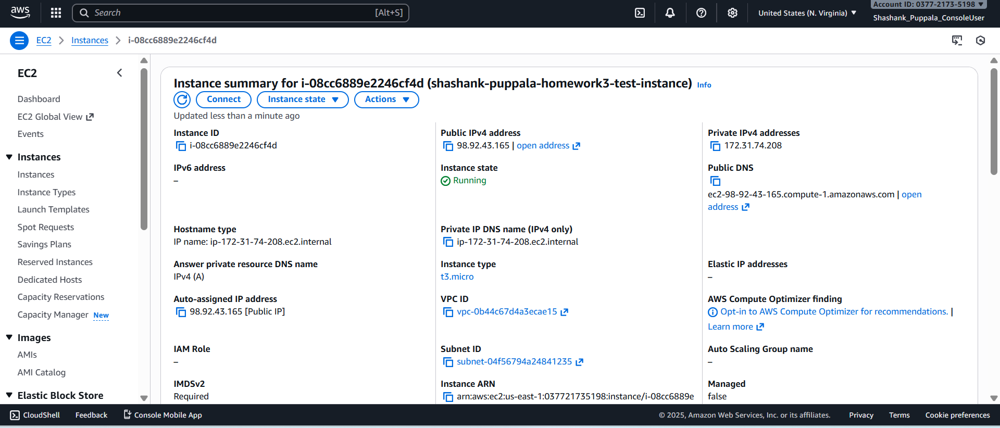 aws
Search [Alt+S]
United States (N. Virginia)
Account ID: 0377-2173-5198
Shashank_Puppala_ConsoleUser
EC2 Instances i-08cc6889e2246cf4d
EC2
Dashboard
EC2 Global View
Events
Instances
Instances
Instance Types
Launch Templates
Spot Requests
Savings Plans
Reserved Instances
Dedicated Hosts
Capacity Reservations
Capacity Manager New
Images
AMIs
AMI Catalog
Elastic Block Store
Instance summary for i-08cc6889e2246cf4d (shashank-puppala-homework3-test-instance) Info
Connect Instance state Actions
Updated less than a minute ago
Instance ID
i-08cc6889e2246cf4d
Public IPv4 address
98.92.43.165 | open address
Private IPv4 addresses
172.31.74.208
IPv6 address
–
Instance state
Running
Public DNS
ec2-98-92-43-165.compute-1.amazonaws.com | open
address
Hostname type
IP name: ip-172-31-74-208.ec2.internal
Private IP DNS name (IPv4 only)
ip-172-31-74-208.ec2.internal
Answer private resource DNS name
IPv4 (A)
Instance type
t3.micro
Elastic IP addresses
–
Auto-assigned IP address
98.92.43.165 [Public IP]
VPC ID
vpc-0b44c67d4a3ecae15
AWS Compute Optimizer finding
Opt-in to AWS Compute Optimizer for recommendations. |
Learn more
IAM Role
–
Subnet ID
subnet-04f56794a24841235
Auto Scaling Group name
–
IMDSv2
Required
Instance ARN
arn:aws:ec2:us-east-1:037721735198:instance/i-08cc6889e
Managed
false
CloudShell Feedback Console Mobile App
© 2025, Amazon Web Services, Inc. or its affiliates. Privacy Terms Cookie preferences